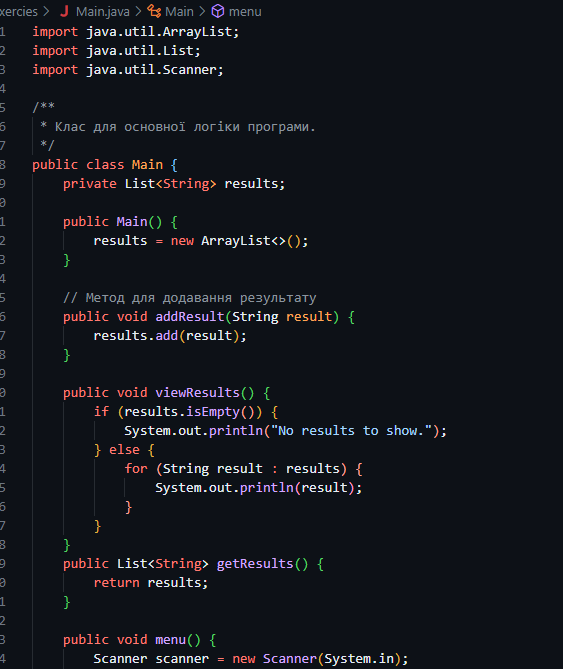 xercies > J Main.java > Main > menu
1 import java.util.ArrayList;
2 import java.util.List;
3 import java.util.Scanner;
4
5 /**
6  * Клас для основної логіки програми.
7  */
8 public class Main {
9     private List<String> results;
0
1     public Main() {
2         results = new ArrayList<>();
3     }
4
5     // Метод для додавання результату
6     public void addResult(String result) {
7         results.add(result);
8     }
9
0     public void viewResults() {
1         if (results.isEmpty()) {
2             System.out.println("No results to show.");
3         } else {
4             for (String result : results) {
5                 System.out.println(result);
6             }
7         }
8     }
9     public List<String> getResults() {
0         return results;
1     }
2
3     public void menu() {
4         Scanner scanner = new Scanner(System.in);